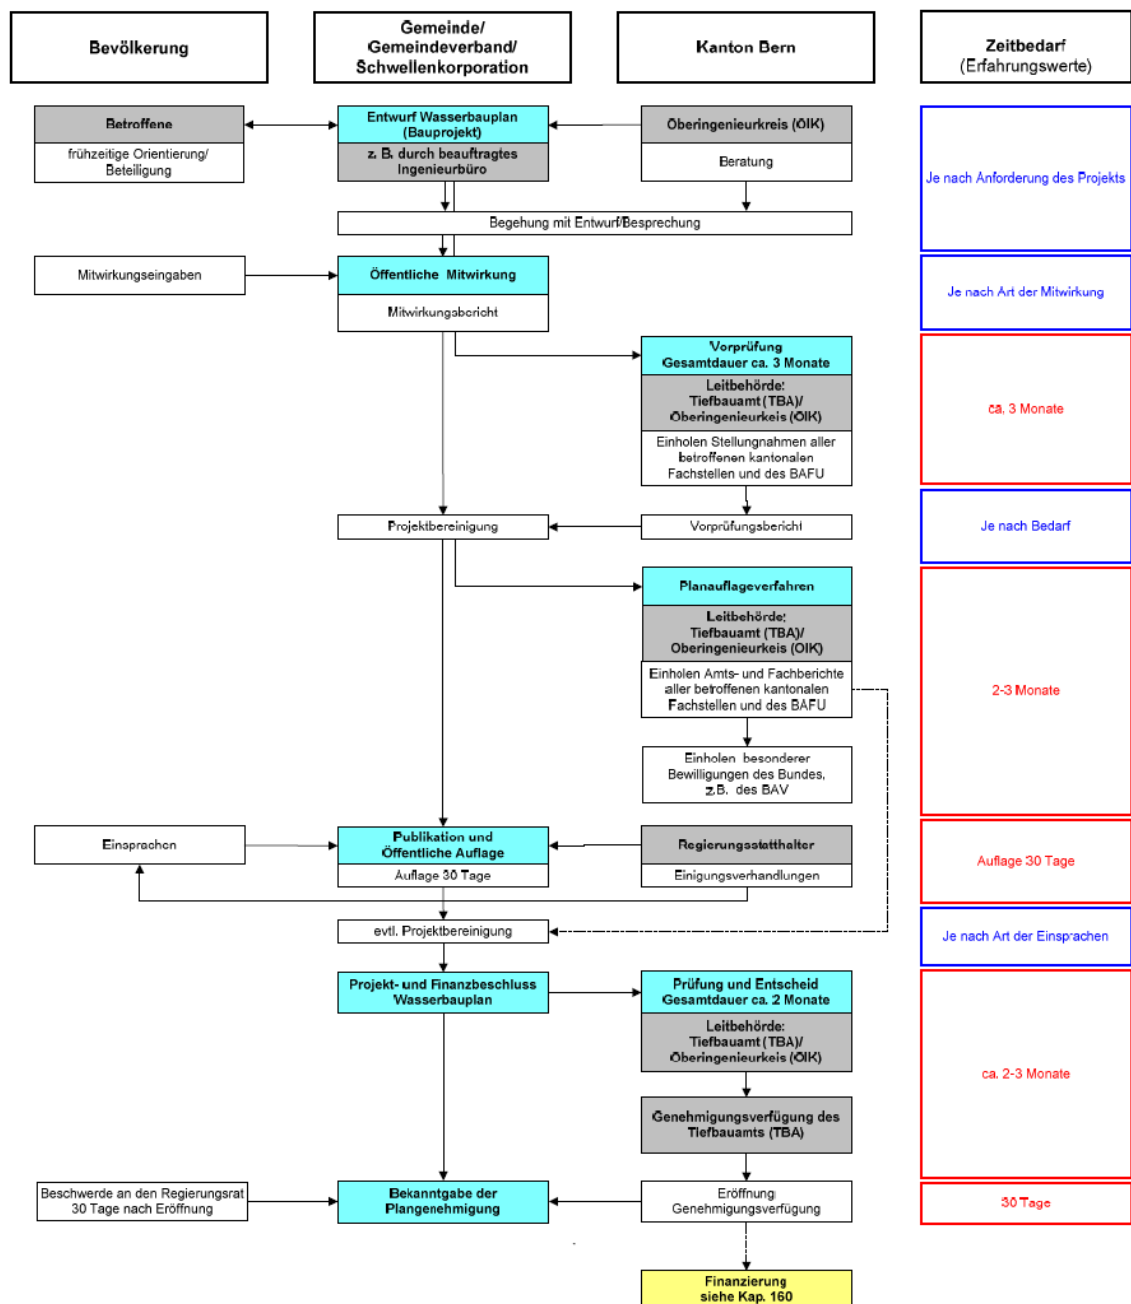 Bevölkerung
Gemeinde/
Gemeindeverband/
Schwellenkorporation
Kanton Bern
Zeitbedarf
(Erfahrungswerte)
Betroffene
frühzeitige Orientierung/
Beteiligung
Entwurf Wasserbauplan
(Bauprojekt)
z. B. durch beauftragtes
Ingenieurbüro
Oberingenieurkreis (OIK)
Beratung
Je nach Anforderung des Projekts
Begehung mit Entwurf/Besprechung
Mitwirkungseingaben
Öffentliche Mitwirkung
Mitwirkungsbericht
Je nach Art der Mitwirkung
Vorprüfung
Gesamtdauer ca. 3 Monate
Leitbehörde:
Tiefbauamt (TBA)/
Oberingenieurkeis (OIK)
Einholen Stellungnahmen aller
betroffenen kantonalen
Fachstellen und des BAFU
ca. 3 Monate
Projektbereinigung
Vorprüfungsbericht
Je nach Bedarf
Planauflageverfahren
Leitbehörde:
Tiefbauamt (TBA)/
Oberingenieurkeis (OIK)
Einholen Amts- und Fachberichte
aller betroffenen kantonalen
Fachstellen und des BAFU
2-3 Monate
Einholen besonderer
Bewilligungen des Bundes,
z.B. des BAV
Einsprachen
Publikation und
Öffentliche Auflage
Auflage 30 Tage
Regierungsstatthalter
Einigungsverhandlungen
Auflage 30 Tage
evtl. Projektbereinigung
Je nach Art der Einsprachen
Projekt- und Finanzbeschluss
Wasserbauplan
Prüfung und Entscheid
Gesamtdauer ca. 2 Monate
Leitbehörde:
Tiefbauamt (TBA)/
Oberingenieurkeis (OIK)
ca. 2-3 Monate
Genehmigungsverfügung des
Tiefbauamts (TBA)
Beschwerde an den Regierungsrat
30 Tage nach Eröffnung
Bekanntgabe der
Plangenehmigung
Eröffnung
Genehmigungsverfügung
30 Tage
Finanzierung
siehe Kap. 160